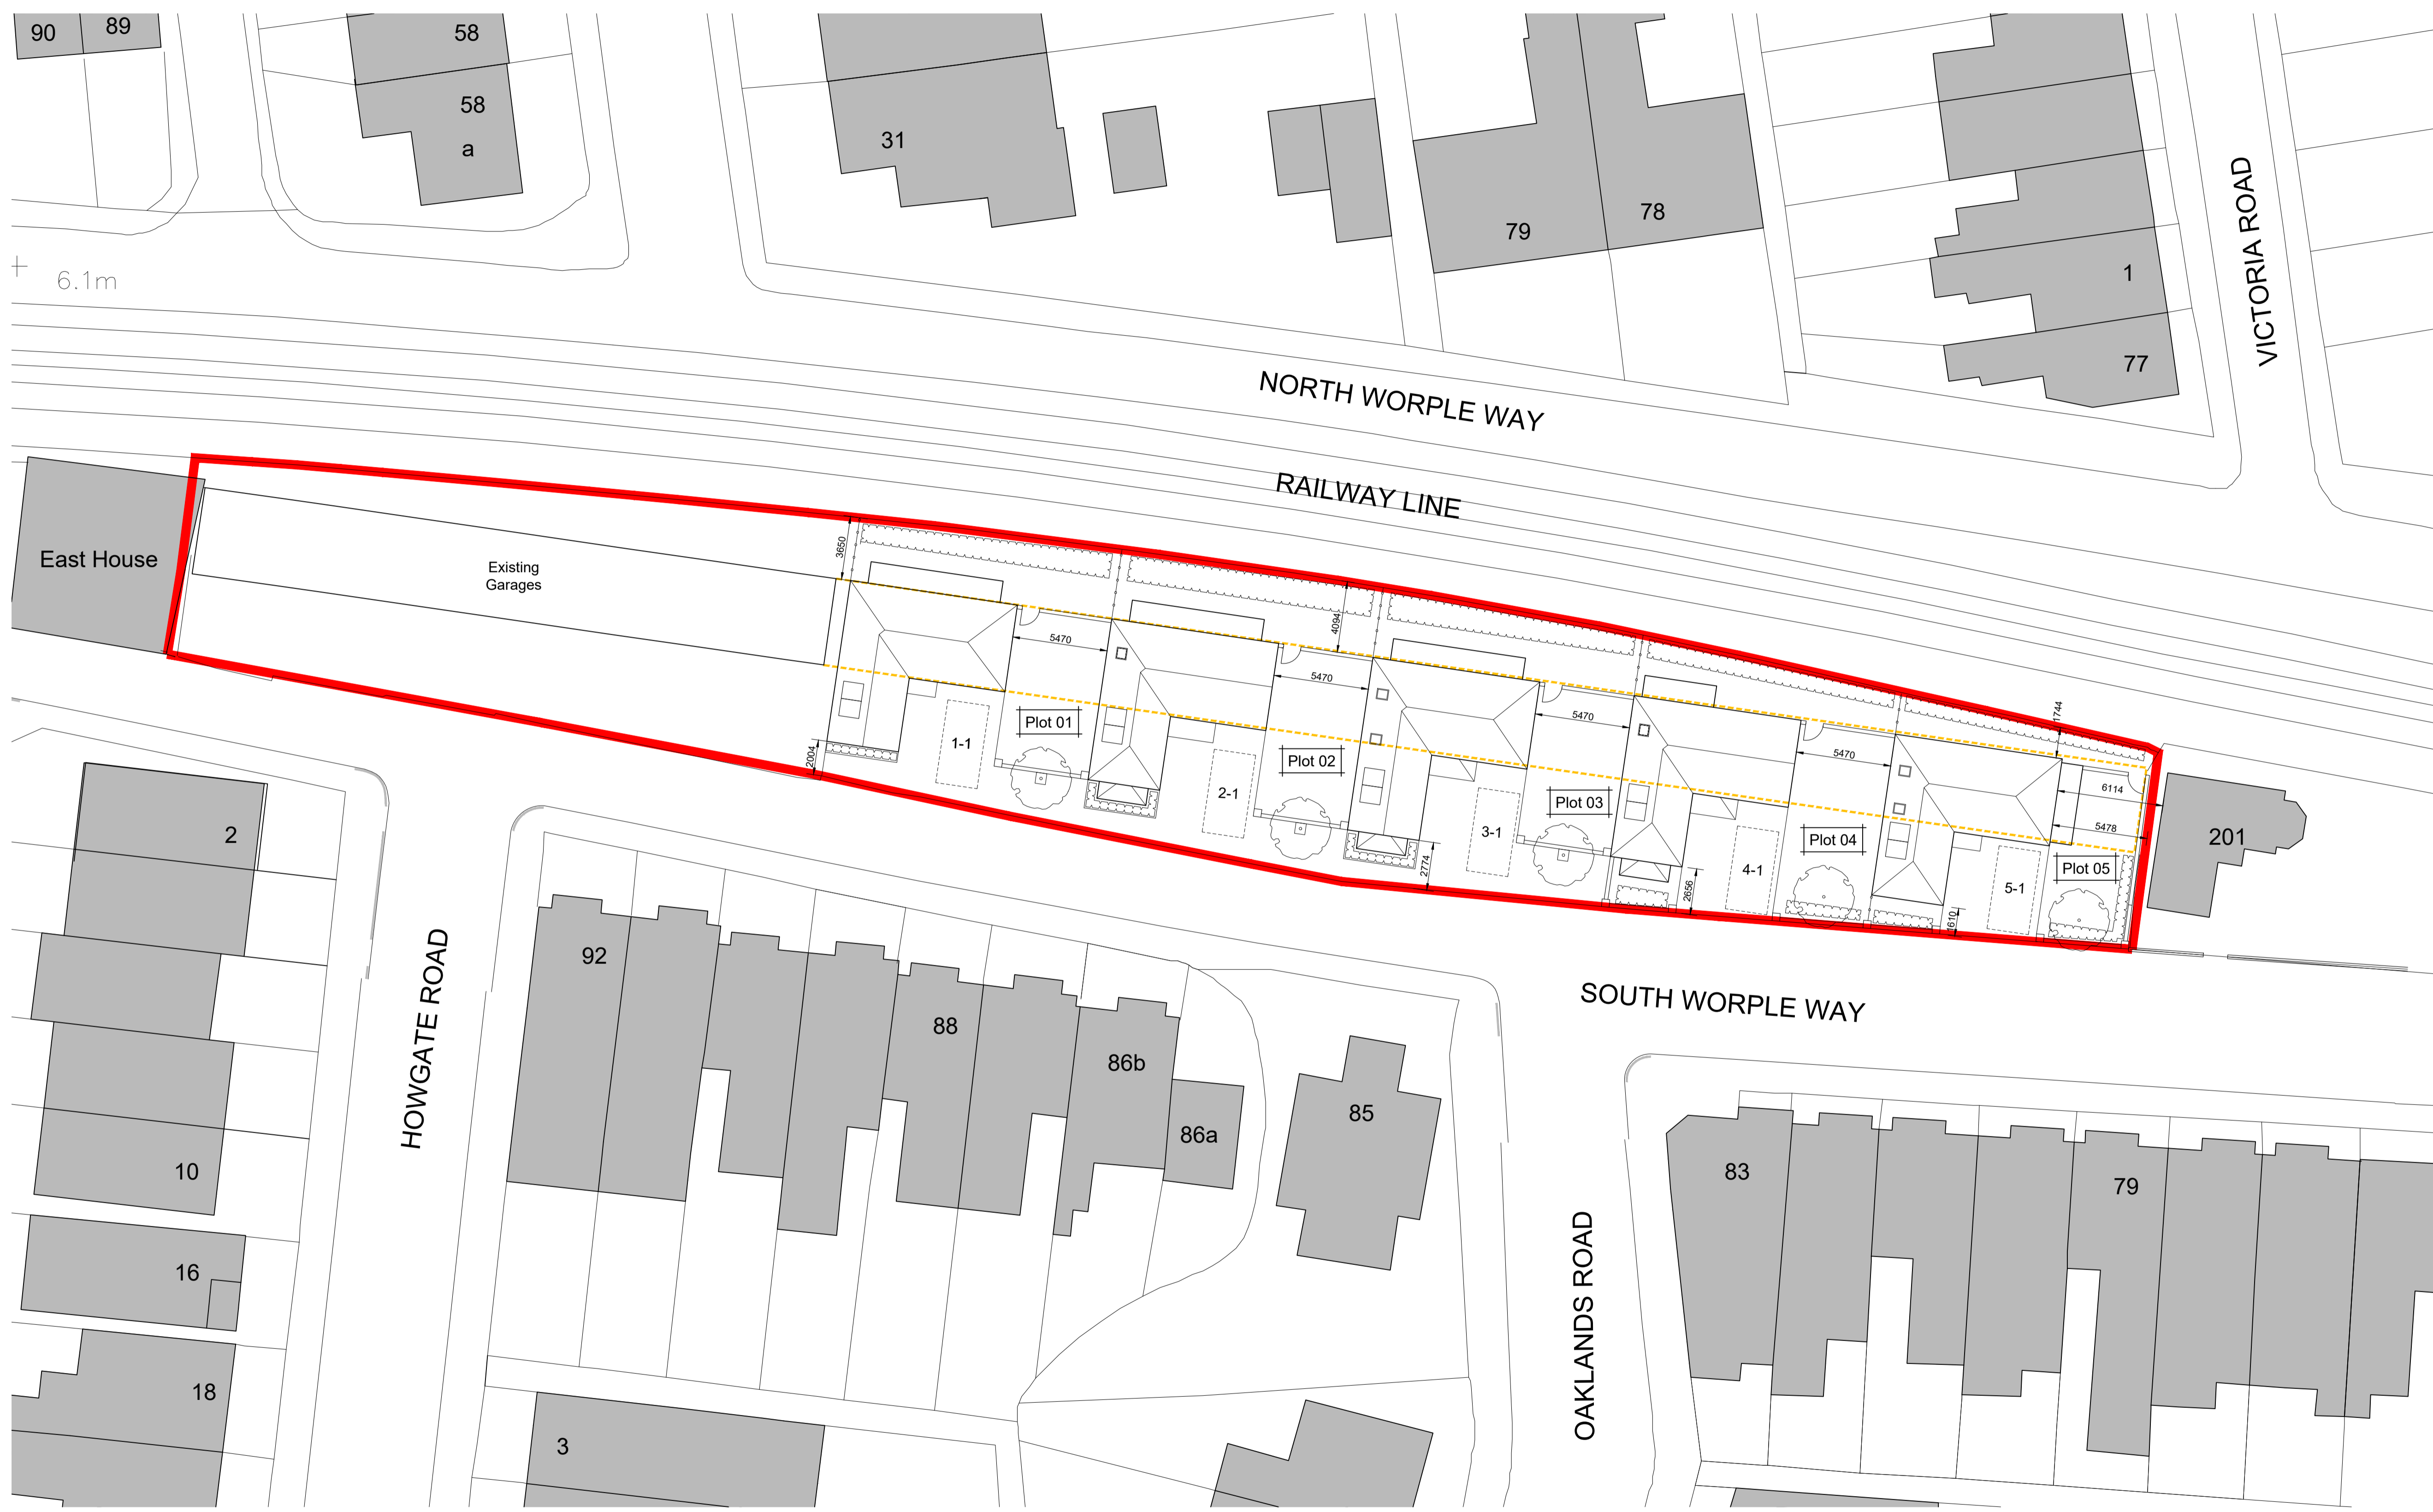 90
89
58
58
a
31
79
78
1
77
VICTORIA ROAD
6.1m
NORTH WORPLE WAY
RAILWAY LINE
East House
Existing
Garages
3650
5470
4094
5470
5470
5470
1744
6114
5478
2004
1-1
Plot 01
2-1
Plot 02
2774
3-1
Plot 03
2656
4-1
Plot 04
1610
5-1
Plot 05
201
2
10
16
18
HOWGATE ROAD
92
88
86b
86a
85
3
SOUTH WORPLE WAY
OAKLANDS ROAD
83
79